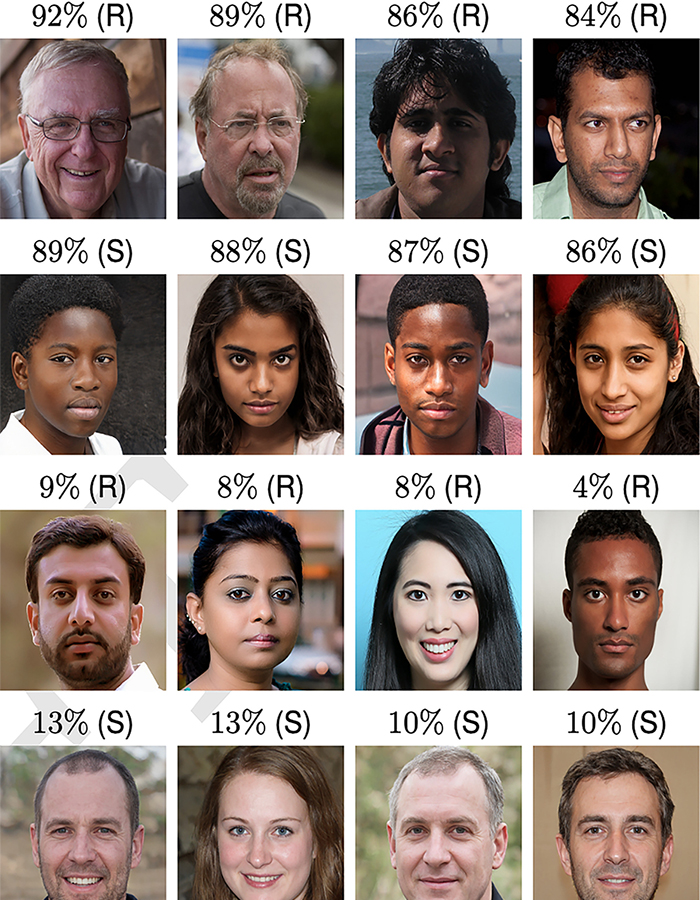 92% (R) 89% (R) 86% (R) 84% (R)
89% (S) 88% (S) 87% (S) 86% (S)
9% (R) 8% (R) 8% (R) 4% (R)
13% (S) 13% (S) 10% (S) 10% (S)